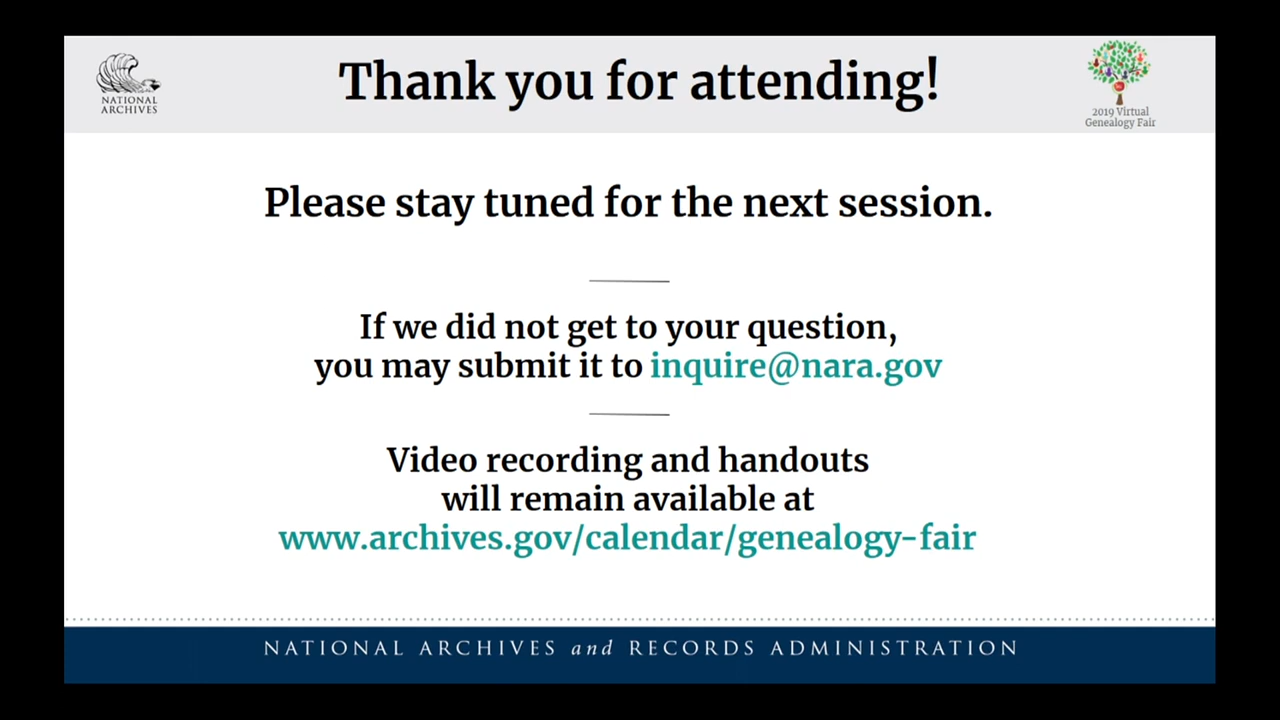 Thank you for attending!
NATIONAL
ARCHIVES
2019 Virtual
Genealogy Fair
Please stay tuned for the next session.
If we did not get to your question,
you may submit it to inquire@nara.gov
Video recording and handouts
will remain available at
www.archives.gov/calendar/genealogy-fair
NATIONAL ARCHIVES and RECORDS ADMINISTRATION